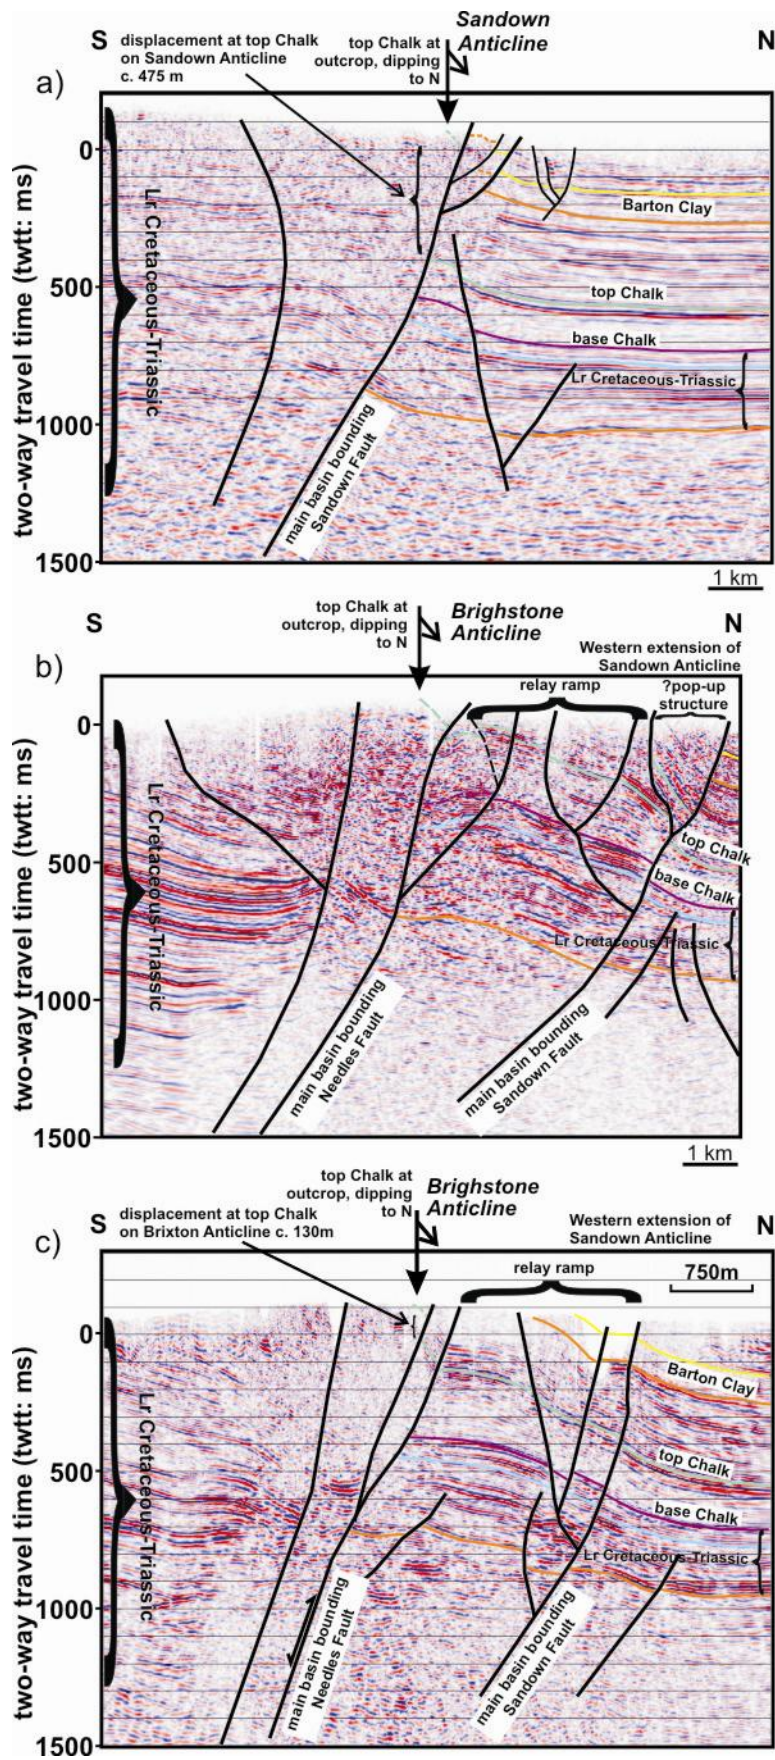 S
displacement at top Chalk
on Sandown Anticline
c. 475 m
top Chalk at
outcrop, dipping
to N
Sandown
Anticline
N
a)
two-way travel time (twtt: ms)
0
500
1000
1500
Lr Cretaceous-Triassic
Barton Clay
top Chalk
base Chalk
Lr Cretaceous-Triassic
main basin bounding
Sandown Fault
1 km
S
top Chalk at
outcrop, dipping
to N
Brighstone
Anticline
N
Western extension of
Sandown Anticline
b)
relay ramp
?pop-up
structure
two-way travel time (twtt: ms)
0
500
1000
1500
Lr Cretaceous-Triassic
top Chalk
base Chalk
Lr Cretaceous-Triassic
main basin bounding
Needles Fault
main basin bounding
Sandown Fault
1 km
S
displacement at top Chalk
on Brixton Anticline c. 130m
top Chalk at
outcrop, dipping
to N
Brighstone
Anticline
Western extension of
Sandown Anticline
N
c)
relay ramp
750m
two-way travel time (twtt: ms)
0
500
1000
1500
Lr Cretaceous-Triassic
Barton Clay
top Chalk
base Chalk
Lr Cretaceous-Triassic
main basin bounding
Needles Fault
main basin bounding
Sandown Fault